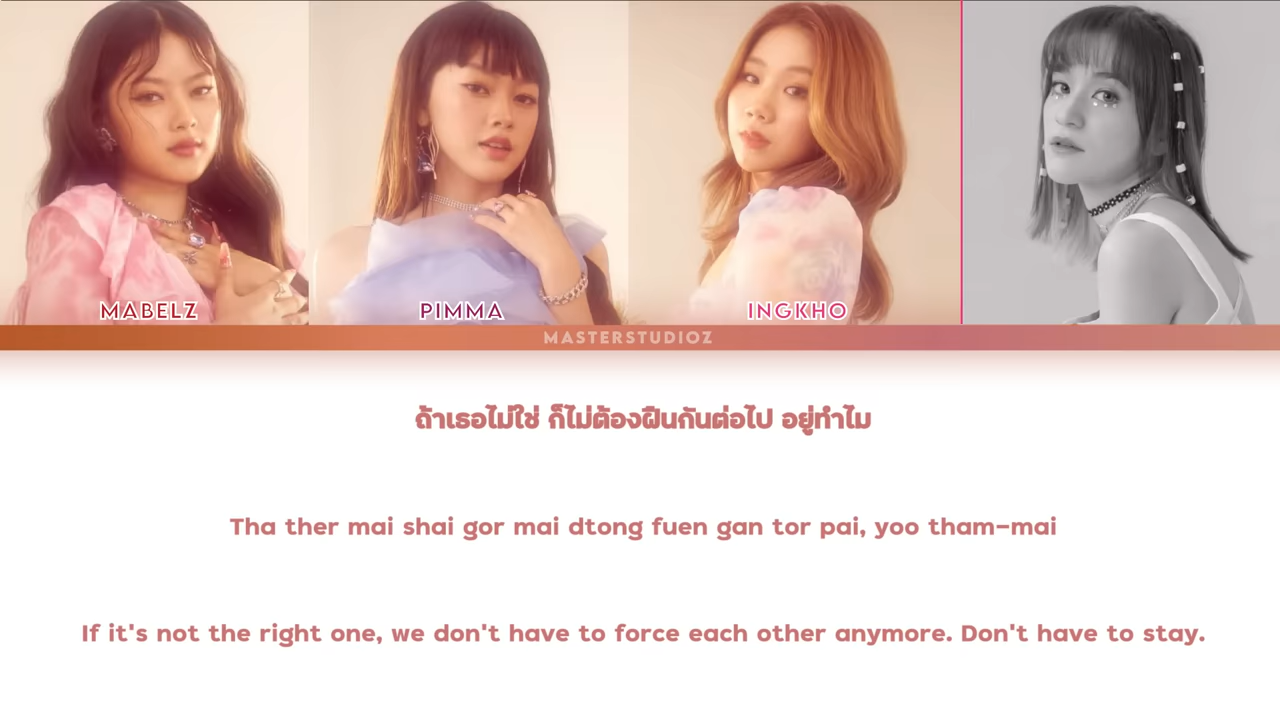 MABELZ
PIMMA
INGKHO
MASTERSTUDIOZ
ถ้าเธอไม่ใช่ ก็ไม่ต้องฝืนกันต่อไป อยู่ทำไม
Tha ther mai shai gor mai dtong fuen gan tor pai, yoo tham-mai
If it's not the right one, we don't have to force each other anymore. Don't have to stay.